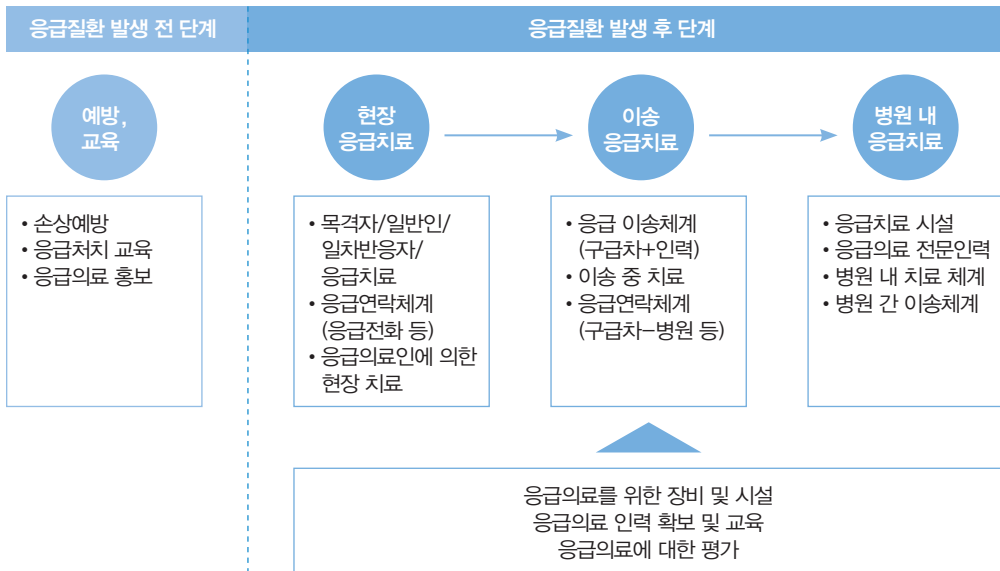 응급질환 발생 전 단계
응급질환 발생 후 단계
예방,
교육
현장
응급치료
이송
응급치료
병원 내
응급치료
• 손상예방
• 응급처치 교육
• 응급의료 홍보
• 목격자/일반인/
일차반응자/
응급치료
• 응급연락체계
(응급전화 등)
• 응급의료인에 의한
현장 치료
• 응급 이송체계
(구급차+인력)
• 이송 중 치료
• 응급연락체계
(구급차−병원 등)
• 응급치료 시설
• 응급의료 전문인력
• 병원 내 치료 체계
• 병원 간 이송체계
응급의료를 위한 장비 및 시설
응급의료 인력 확보 및 교육
응급의료에 대한 평가